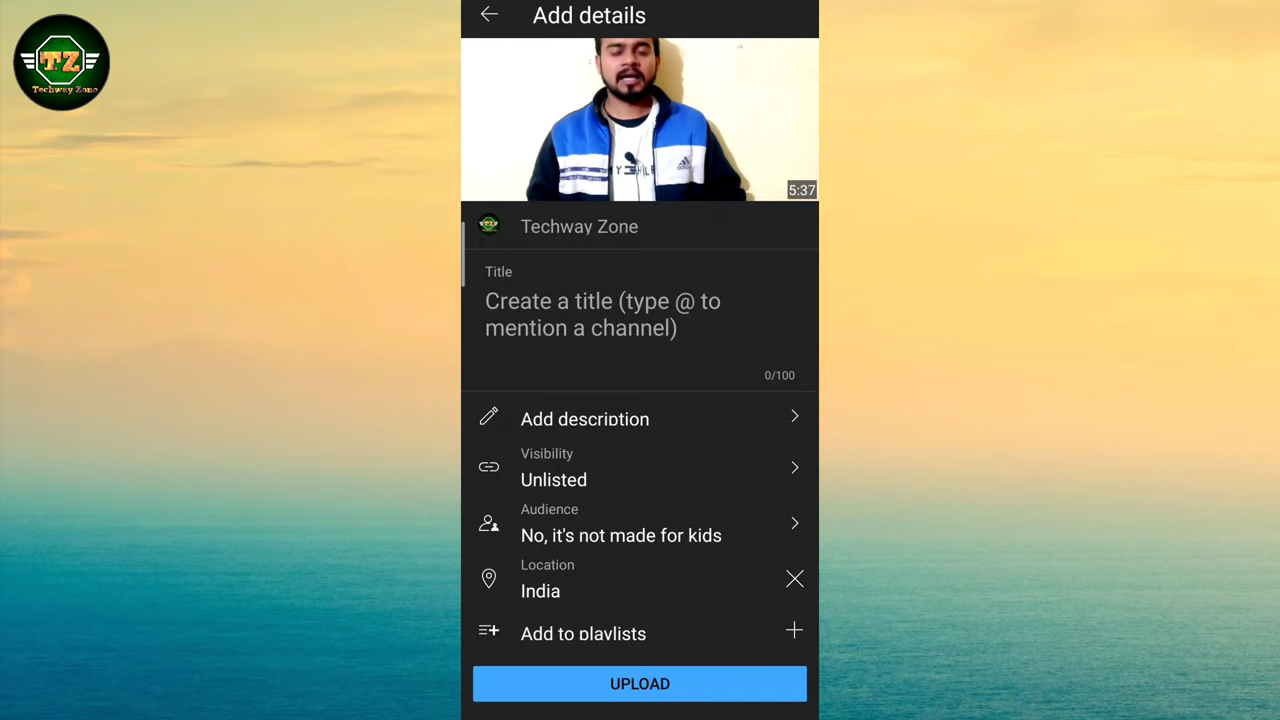 Add details
TZ
Techway Zone
5:37
Techway Zone
Title
Create a title (type @ to
mention a channel)
0/100
Add description
Visibility
Unlisted
Audience
No, it's not made for kids
Location
India
Add to playlists
UPLOAD